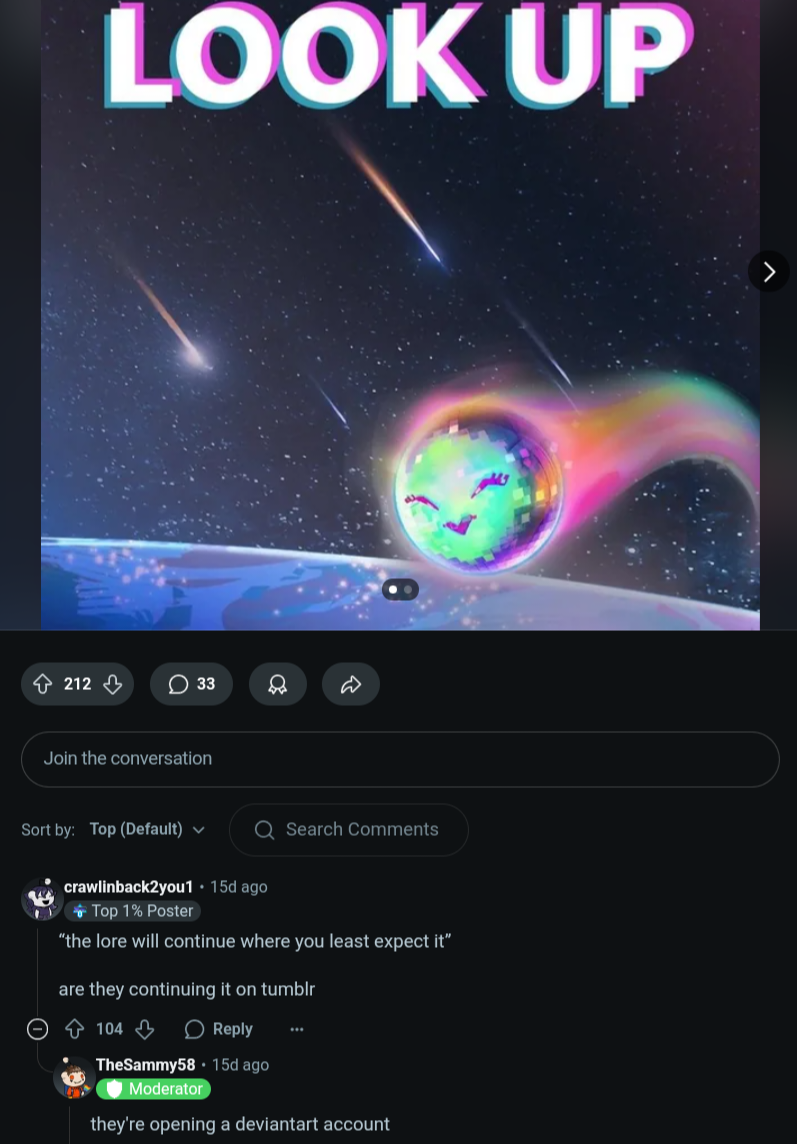 LOOK UP
212
33
Join the conversation
Sort by: Top (Default) Search Comments
crawlinback2you1 • 15d ago
Top 1% Poster
“the lore will continue where you least expect it”
are they continuing it on tumblr
104 Reply ...
TheSammy58 • 15d ago
Moderator
they're opening a deviantart account